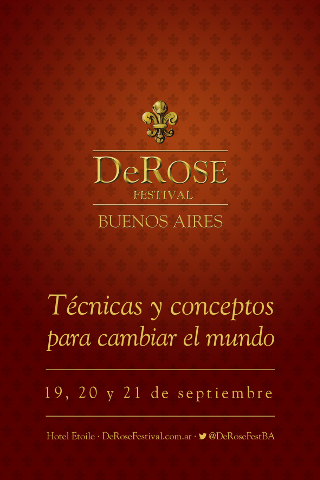 DeROSE
FESTIVAL
BUENOS AIRES
Técnicas y conceptos
para cambiar el mundo
19, 20 y 21 de septiembre
Hotel Etoile · DeRoseFestival.com.ar · @DeRoseFestBA